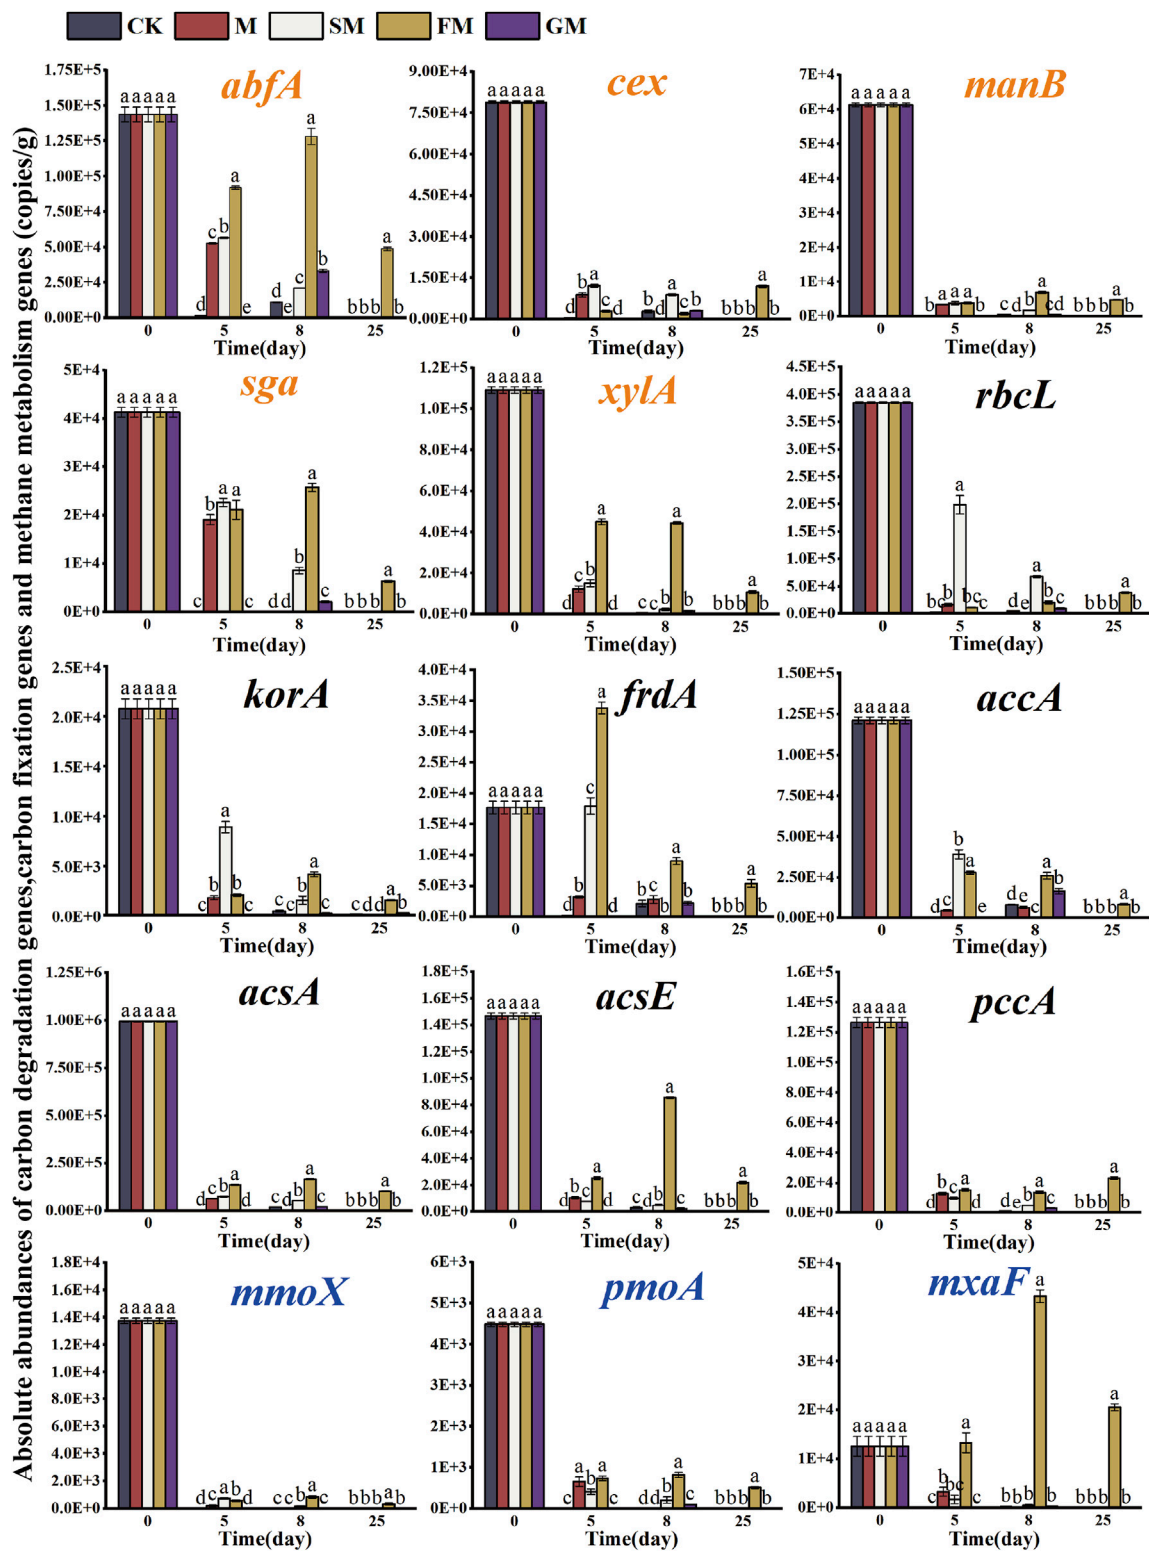 CK M SM FM GM
Absolute abundances of carbon degradation genes,carbon fixation genes and methane metabolism genes (copies/g)
abfA
1.75E+5
1.50E+5
1.25E+5
1.00E+5
7.50E+4
5.00E+4
2.50E+4
0.00E+0
a a a a a
d c b a e
d e c a b
b b b a b
0 5 8 25
Time(day)
cex
9.00E+4
7.50E+4
6.00E+4
4.50E+4
3.00E+4
1.50E+4
0.00E+0
a a a a a
d b a c d
b d a c b
b b b a b
0 5 8 25
Time(day)
manB
7E+4
6E+4
5E+4
4E+4
3E+4
2E+4
1E+4
0E+0
a a a a a
b a a a b
c d b a cd
b b b a b
0 5 8 25
Time(day)
sga
5E+4
4E+4
3E+4
2E+4
1E+4
0E+0
a a a a a
c b a a c
d d b a c
b b b a b
0 5 8 25
Time(day)
xylA
1.2E+5
1.0E+5
8.0E+4
6.0E+4
4.0E+4
2.0E+4
0.0E+0
a a a a a
d c b a d
c c b a c
b b b a b
0 5 8 25
Time(day)
rbcL
4.5E+5
4.0E+5
3.5E+5
2.0E+5
1.5E+5
1.0E+5
5.0E+4
0.0E+0
a a a a a
bc b a bc c
d e a b c
b b b a b
0 5 8 25
Time(day)
korA
2.5E+4
2.0E+4
1.5E+4
1.0E+4
5.0E+3
0.0E+0
a a a a a
c b a b c
c c b a c
c d d a b
0 5 8 25
Time(day)
frdA
4.0E+4
3.5E+4
3.0E+4
2.5E+4
2.0E+4
1.5E+4
1.0E+4
5.0E+3
0.0E+0
a a a a a
d b c a d
c c b a b
b b b a b
0 5 8 25
Time(day)
accA
1.50E+5
1.25E+5
1.00E+5
7.50E+4
5.00E+4
2.50E+4
0.00E+0
a a a a a
d c b a e
d e c a b
b b b a b
0 5 8 25
Time(day)
acsA
1.25E+6
1.00E+6
7.50E+5
5.00E+5
2.50E+5
0.00E+0
a a a a a
d c b a d
c d b a c
b b b a b
0 5 8 25
Time(day)
acsE
1.8E+5
1.6E+5
1.4E+5
1.2E+5
1.0E+5
8.0E+4
6.0E+4
4.0E+4
2.0E+4
0.0E+0
a a a a a
d b c a d
c d b a c
b b b a b
0 5 8 25
Time(day)
pccA
1.6E+5
1.4E+5
1.2E+5
1.0E+5
8.0E+4
6.0E+4
4.0E+4
2.0E+4
0.0E+0
a a a a a
d b c a d
d e b a c
b b b a b
0 5 8 25
Time(day)
mmoX
1.8E+4
1.6E+4
1.4E+4
1.2E+4
1.0E+4
8.0E+3
6.0E+3
4.0E+3
2.0E+3
0.0E+0
a a a a a
d c a b d
c c b a c
b b b a b
0 5 8 25
Time(day)
pmoA
6E+3
5E+3
4E+3
3E+3
2E+3
1E+3
0E+0
a a a a a
c a b a c
d d b a c
b b b a b
0 5 8 25
Time(day)
mxaF
5E+4
4E+4
3E+4
2E+4
1E+4
0E+0
a a a a a
c b bc a c
b b b a b
b b b a b
0 5 8 25
Time(day)